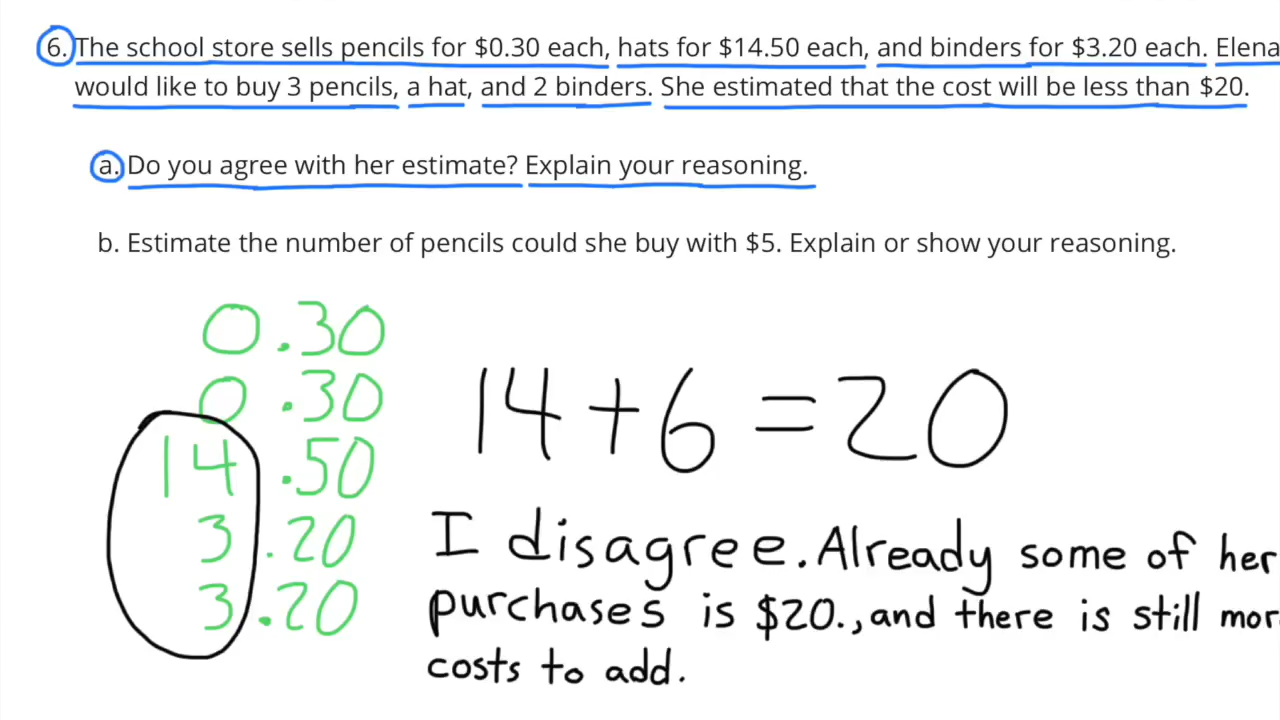 6. The school store sells pencils for $0.30 each, hats for $14.50 each, and binders for $3.20 each. Elena
would like to buy 3 pencils, a hat, and 2 binders. She estimated that the cost will be less than $20.
a. Do you agree with her estimate? Explain your reasoning.
b. Estimate the number of pencils could she buy with $5. Explain or show your reasoning.
0.30
0.30
14.50
3.20
3.20
14+6=20
I disagree. Already some of her
purchases is $20., and there is still mor
costs to add.